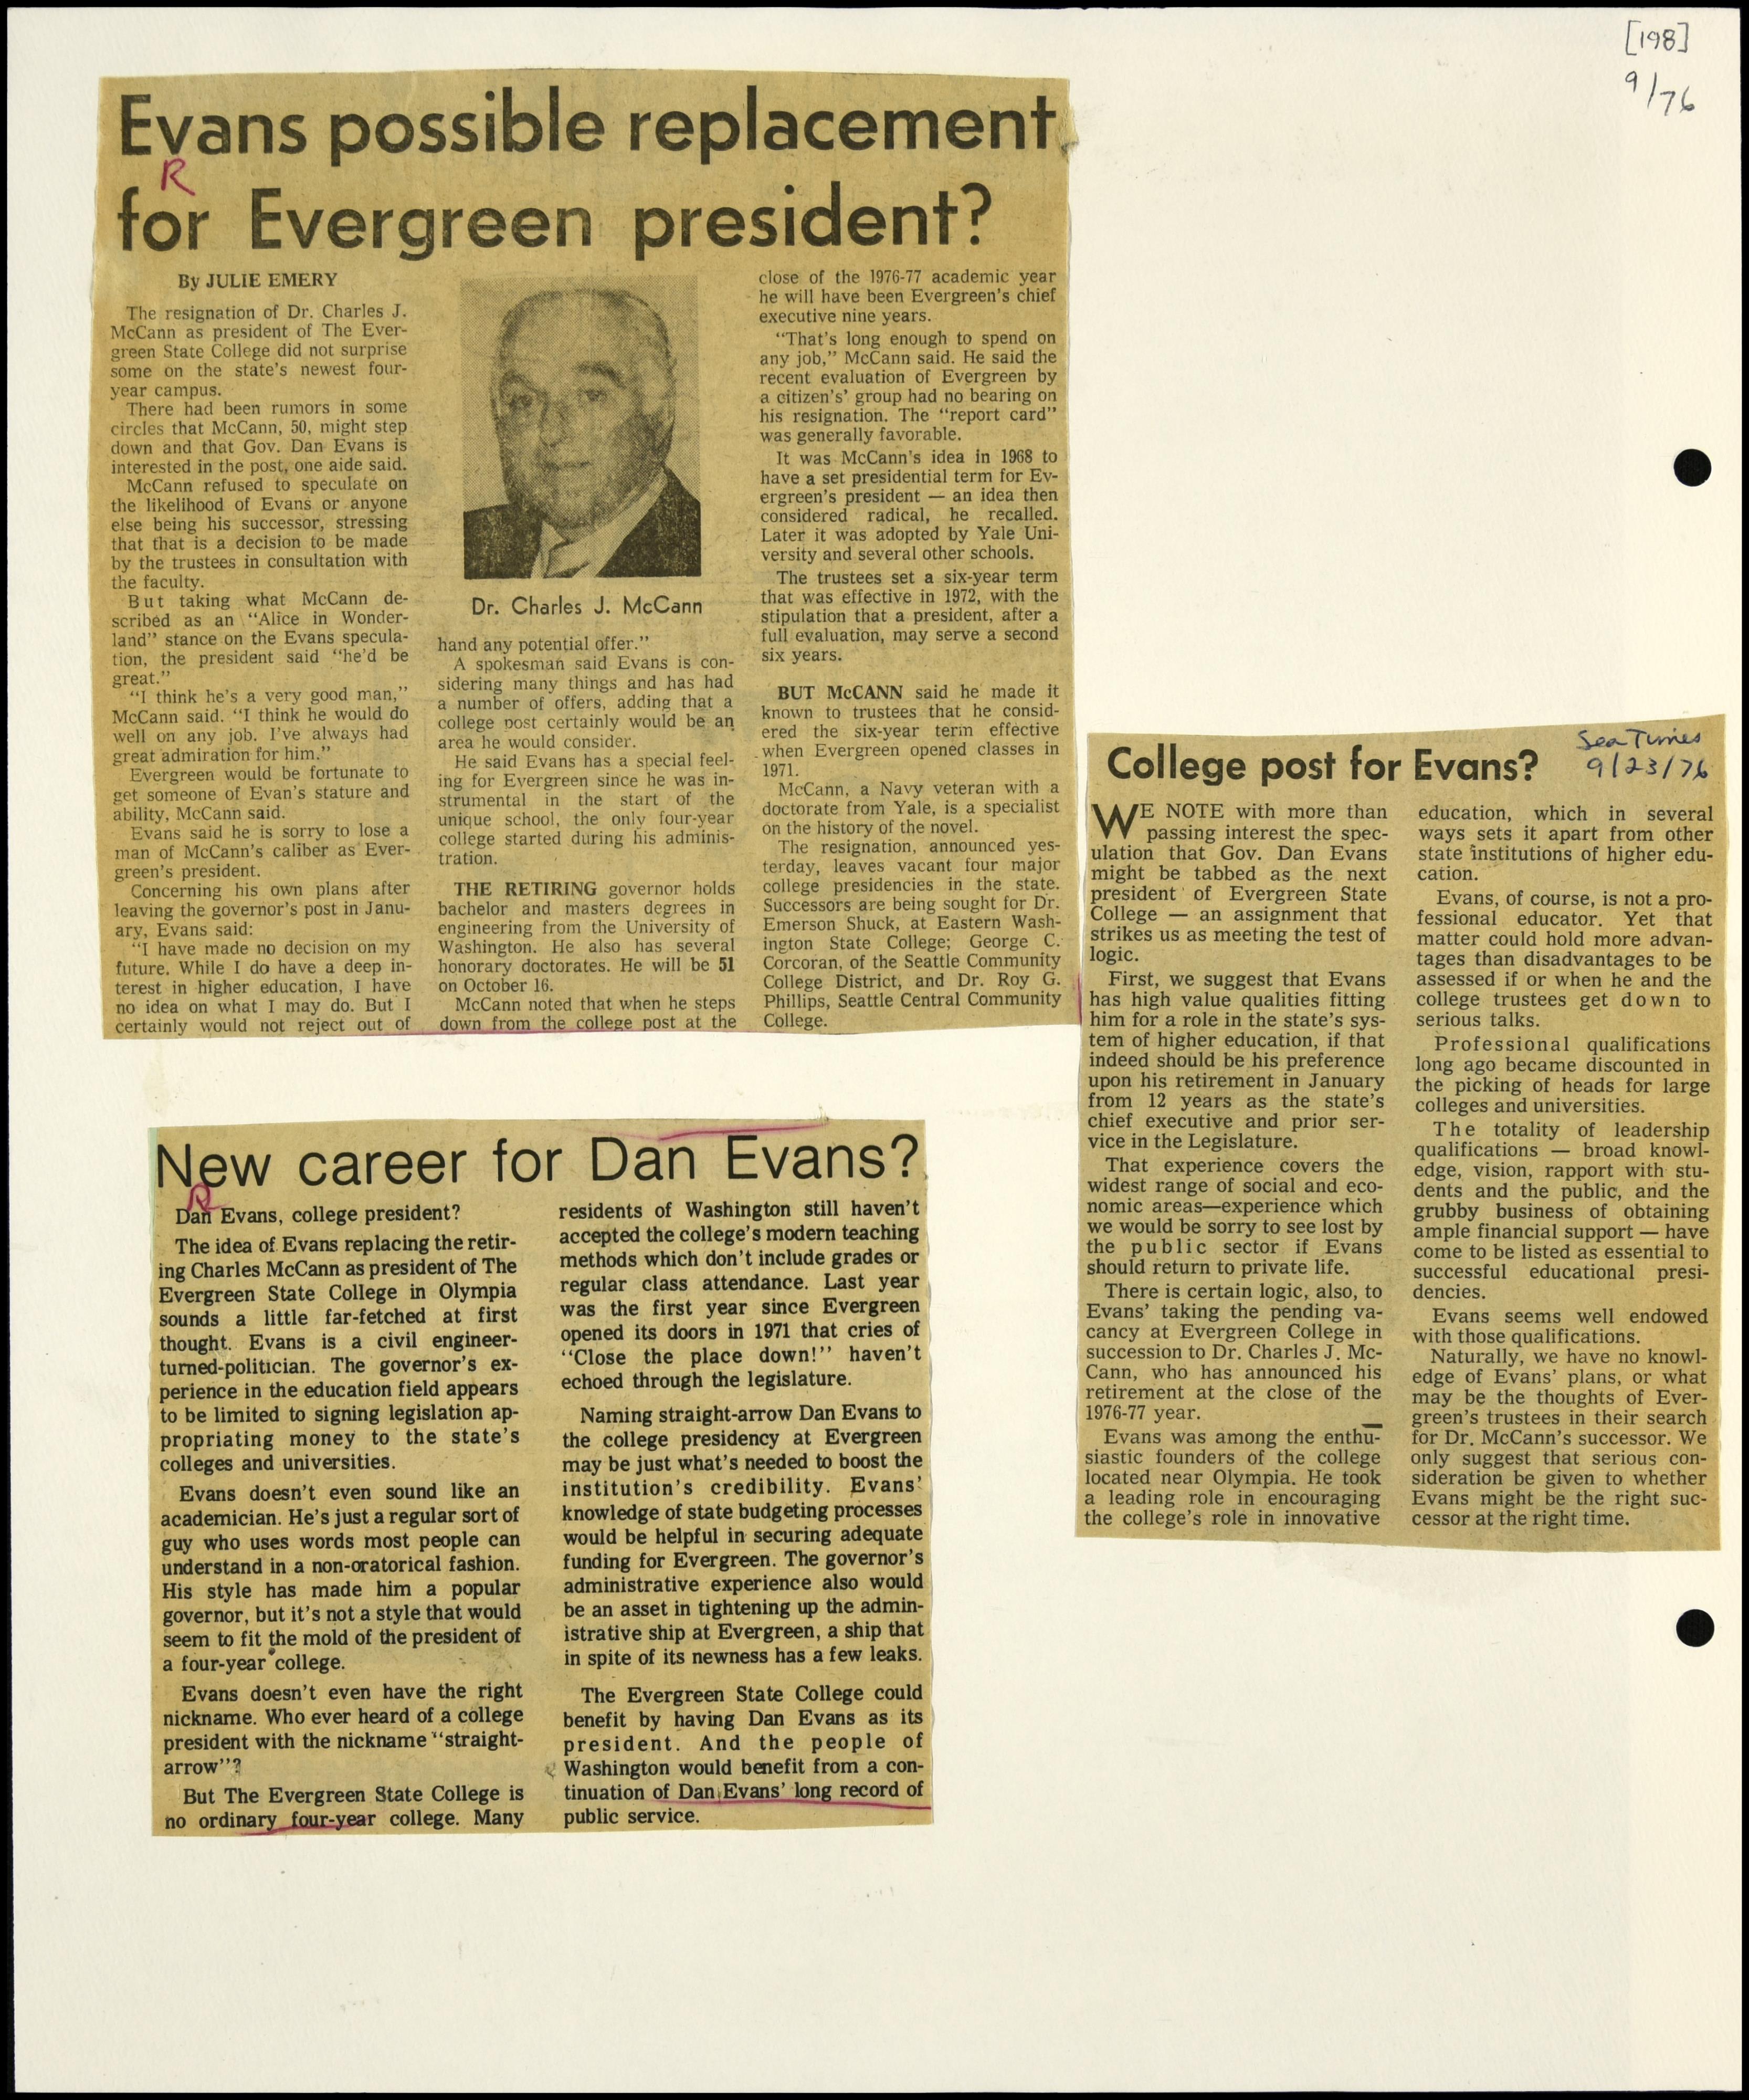 [198]
9/76
Evans possible replacement
R
for Evergreen president?
By JULIE EMERY
The resignation of Dr. Charles J.
McCann as president of The Ever-
green State College did not surprise
some on the state's newest four-
year campus.
There had been rumors in some
circles that McCann, 50, might step
down and that Gov. Dan Evans is
interested in the post, one aide said.
McCann refused to speculate on
the likelihood of Evans or anyone
else being his successor, stressing
that that is a decision to be made
by the trustees in consultation with
the faculty.
But taking what McCann de-
scribed as an "Alice in Wonder-
land" stance on the Evans specula-
tion, the president said "he'd be
great."
"I think he's a very good man,"
McCann said. "I think he would do
well on any job. I've always had
great admiration for him."
Evergreen would be fortunate to
get someone of Evan's stature and
ability, McCann said.
Evans said he is sorry to lose a
man of McCann's caliber as Ever-
green's president.
Concerning his own plans after
leaving the governor's post in Janu-
ary, Evans said:
"I have made no decision on my
future. While I do have a deep in-
terest in higher education, I have
no idea on what I may do. But I
certainly would not reject out of
Dr. Charles J. McCann
hand any potential offer."
A spokesman said Evans is con-
sidering many things and has had
a number of offers, adding that a
college post certainly would be an
area he would consider.
He said Evans has a special feel-
ing for Evergreen since he was in-
strumental in the start of the
unique school, the only four-year
college started during his adminis-
tration.
THE RETIRING governor holds
bachelor and masters degrees in
engineering from the University of
Washington. He also has several
honorary doctorates. He will be 51
on October 16.
McCann noted that when he steps
down from the college post at the
close of the 1976-77 academic year
he will have been Evergreen's chief
executive nine years.
"That's long enough to spend on
any job," McCann said. He said the
recent evaluation of Evergreen by
a citizen's' group had no bearing on
his resignation. The "report card"
was generally favorable.
It was McCann's idea in 1968 to
have a set presidential term for Ev-
ergreen's president — an idea then
considered radical, he recalled.
Later it was adopted by Yale Uni-
versity and several other schools.
The trustees set a six-year term
that was effective in 1972, with the
stipulation that a president, after a
full evaluation, may serve a second
six years.
BUT McCANN said he made it
known to trustees that he consid-
ered the six-year term effective
when Evergreen opened classes in
1971.
McCann, a Navy veteran with a
doctorate from Yale, is a specialist
on the history of the novel.
The resignation, announced yes-
terday, leaves vacant four major
college presidencies in the state.
Successors are being sought for Dr.
Emerson Shuck, at Eastern Wash-
ington State College; George C.
Corcoran, of the Seattle Community
College District, and Dr. Roy G.
Phillips, Seattle Central Community
College.
College post for Evans?
Sea Times
9/23/76
WE NOTE with more than
passing interest the spec-
ulation that Gov. Dan Evans
might be tabbed as the next
president of Evergreen State
College — an assignment that
strikes us as meeting the test of
logic.
First, we suggest that Evans
has high value qualities fitting
him for a role in the state's sys-
tem of higher education, if that
indeed should be his preference
upon his retirement in January
from 12 years as the state's
chief executive and prior ser-
vice in the Legislature.
That experience covers the
widest range of social and eco-
nomic areas—experience which
we would be sorry to see lost by
the public sector if Evans
should return to private life.
There is certain logic, also, to
Evans' taking the pending va-
cancy at Evergreen College in
succession to Dr. Charles J. Mc-
Cann, who has announced his
retirement at the close of the
1976-77 year.
Evans was among the enthu-
siastic founders of the college
located near Olympia. He took
a leading role in encouraging
the college's role in innovative
education, which in several
ways sets it apart from other
state institutions of higher edu-
cation.
Evans, of course, is not a pro-
fessional educator. Yet that
matter could hold more advan-
tages than disadvantages to be
assessed if or when he and the
college trustees get down to
serious talks.
Professional qualifications
long ago became discounted in
the picking of heads for large
colleges and universities.
The totality of leadership
qualifications — broad knowl-
edge, vision, rapport with stu-
dents and the public, and the
grubby business of obtaining
ample financial support — have
come to be listed as essential to
successful educational presi-
dencies.
Evans seems well endowed
with those qualifications.
Naturally, we have no knowl-
edge of Evans' plans, or what
may be the thoughts of Ever-
green's trustees in their search
for Dr. McCann's successor. We
only suggest that serious con-
sideration be given to whether
Evans might be the right suc-
cessor at the right time.
New career for Dan Evans?
R
Dan Evans, college president?
The idea of Evans replacing the retir-
ing Charles McCann as president of The
Evergreen State College in Olympia
sounds a little far-fetched at first
thought. Evans is a civil engineer-
turned-politician. The governor's ex-
perience in the education field appears
to be limited to signing legislation ap-
propriating money to the state's
colleges and universities.
Evans doesn't even sound like an
academician. He's just a regular sort of
guy who uses words most people can
understand in a non-oratorical fashion.
His style has made him a popular
governor, but it's not a style that would
seem to fit the mold of the president of
a four-year college.
Evans doesn't even have the right
nickname. Who ever heard of a college
president with the nickname "straight-
arrow"?
But The Evergreen State College is
no ordinary four-year college. Many
residents of Washington still haven't
accepted the college's modern teaching
methods which don't include grades or
regular class attendance. Last year
was the first year since Evergreen
opened its doors in 1971 that cries of
"Close the place down!" haven't
echoed through the legislature.
Naming straight-arrow Dan Evans to
the college presidency at Evergreen
may be just what's needed to boost the
institution's credibility. Evans'
knowledge of state budgeting processes
would be helpful in securing adequate
funding for Evergreen. The governor's
administrative experience also would
be an asset in tightening up the admin-
istrative ship at Evergreen, a ship that
in spite of its newness has a few leaks.
The Evergreen State College could
benefit by having Dan Evans as its
president. And the people of
Washington would benefit from a con-
tinuation of Dan Evans' long record of
public service.